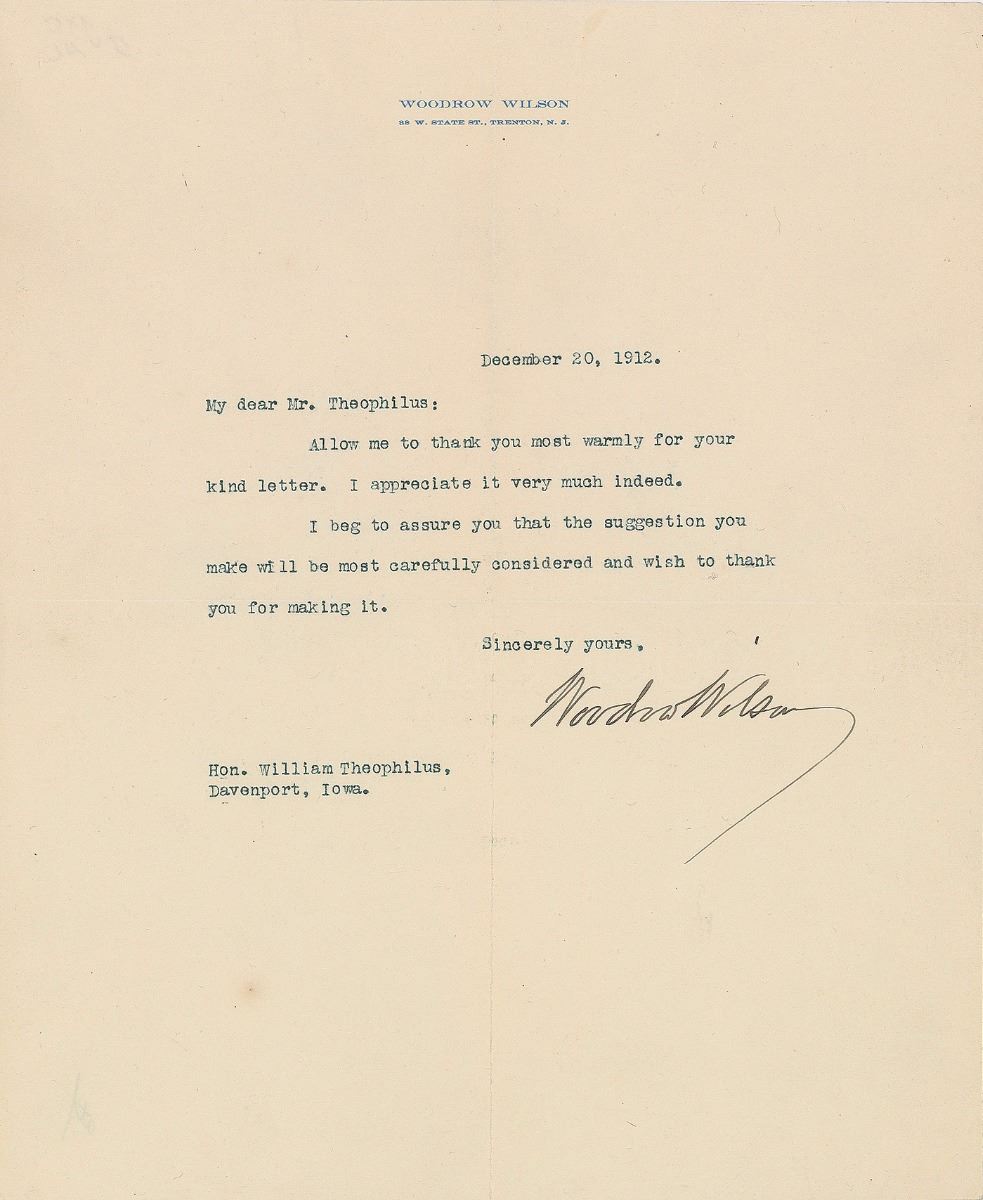 WOODROW WILSON
38 W. STATE ST., TRENTON, N. J.
December 20, 1912.
My dear Mr. Theophilus:
Allow me to thank you most warmly for your
kind letter. I appreciate it very much indeed.
I beg to assure you that the suggestion you
make will be most carefully considered and wish to thank
you for making it.
Sincerely yours,
Woodrow Wilson
Hon. William Theophilus,
Davenport, Iowa.